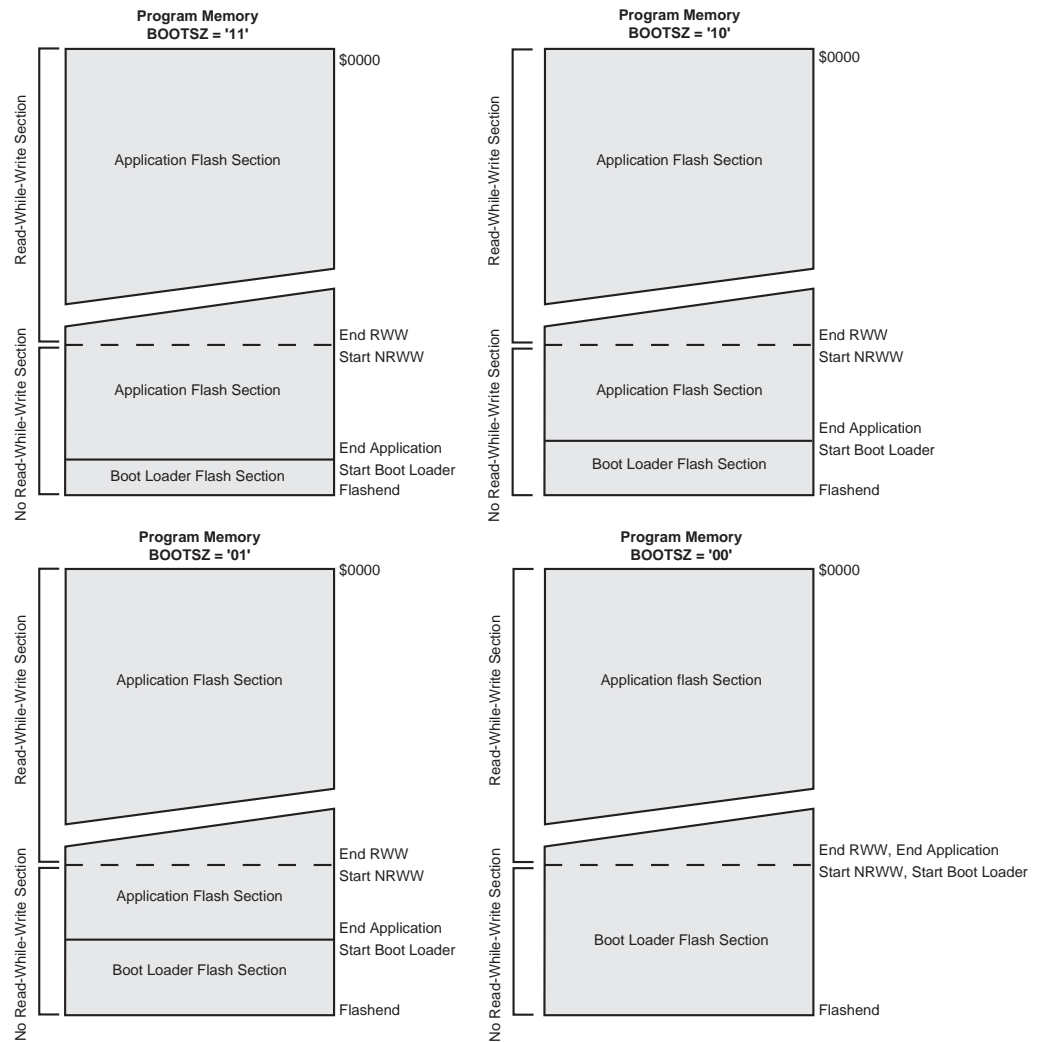 Program Memory
BOOTSZ = '11'
$0000
Read-While-Write Section
Application Flash Section
End RWW
Start NRWW
No Read-While-Write Section
Application Flash Section
End Application
Start Boot Loader
Boot Loader Flash Section
Flashend
Program Memory
BOOTSZ = '10'
$0000
Read-While-Write Section
Application Flash Section
End RWW
Start NRWW
No Read-While-Write Section
Application Flash Section
End Application
Start Boot Loader
Boot Loader Flash Section
Flashend
Program Memory
BOOTSZ = '01'
$0000
Read-While-Write Section
Application Flash Section
End RWW
Start NRWW
No Read-While-Write Section
Application Flash Section
End Application
Start Boot Loader
Boot Loader Flash Section
Flashend
Program Memory
BOOTSZ = '00'
$0000
Read-While-Write Section
Application flash Section
End RWW, End Application
Start NRWW, Start Boot Loader
No Read-While-Write Section
Boot Loader Flash Section
Flashend